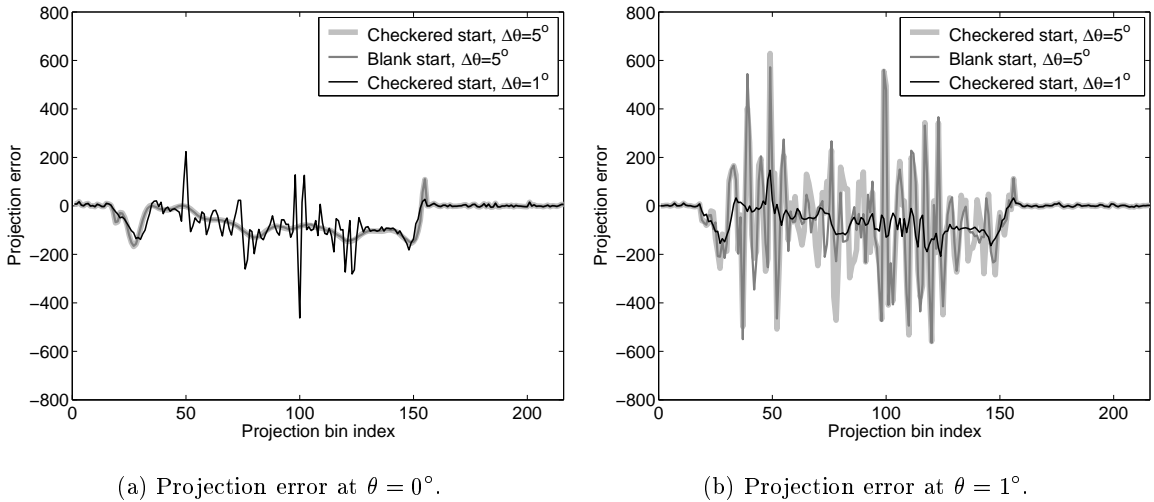 800
600
400
200
0
−200
−400
−600
−800
0
50
100
150
200
Projection error
Projection bin index
Checkered start, Δθ=5°
Blank start, Δθ=5°
Checkered start, Δθ=1°
(a) Projection error at θ = 0°.
800
600
400
200
0
−200
−400
−600
−800
0
50
100
150
200
Projection error
Projection bin index
Checkered start, Δθ=5°
Blank start, Δθ=5°
Checkered start, Δθ=1°
(b) Projection error at θ = 1°.